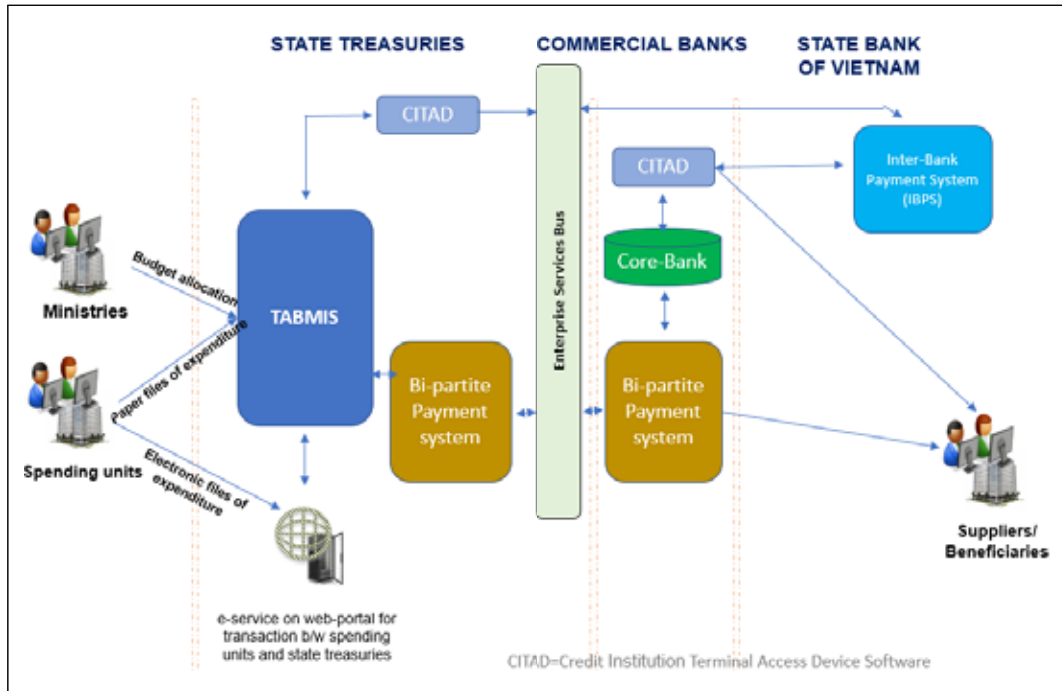 STATE TREASURIES
COMMERCIAL BANKS
STATE BANK
OF VIETNAM
CITAD
Enterprise Services Bus
CITAD
Inter-Bank
Payment System
(IBPS)
Core-Bank
Ministries
Budget allocation
TABMIS
Paper files of expenditure
Spending units
Electronic files of
expenditure
Bi-partite
Payment
system
Bi-partite
Payment
system
Suppliers/
Beneficiaries
e-service on web-portal for
transaction b/w spending
units and state treasuries
CITAD=Credit Institution Terminal Access Device Software